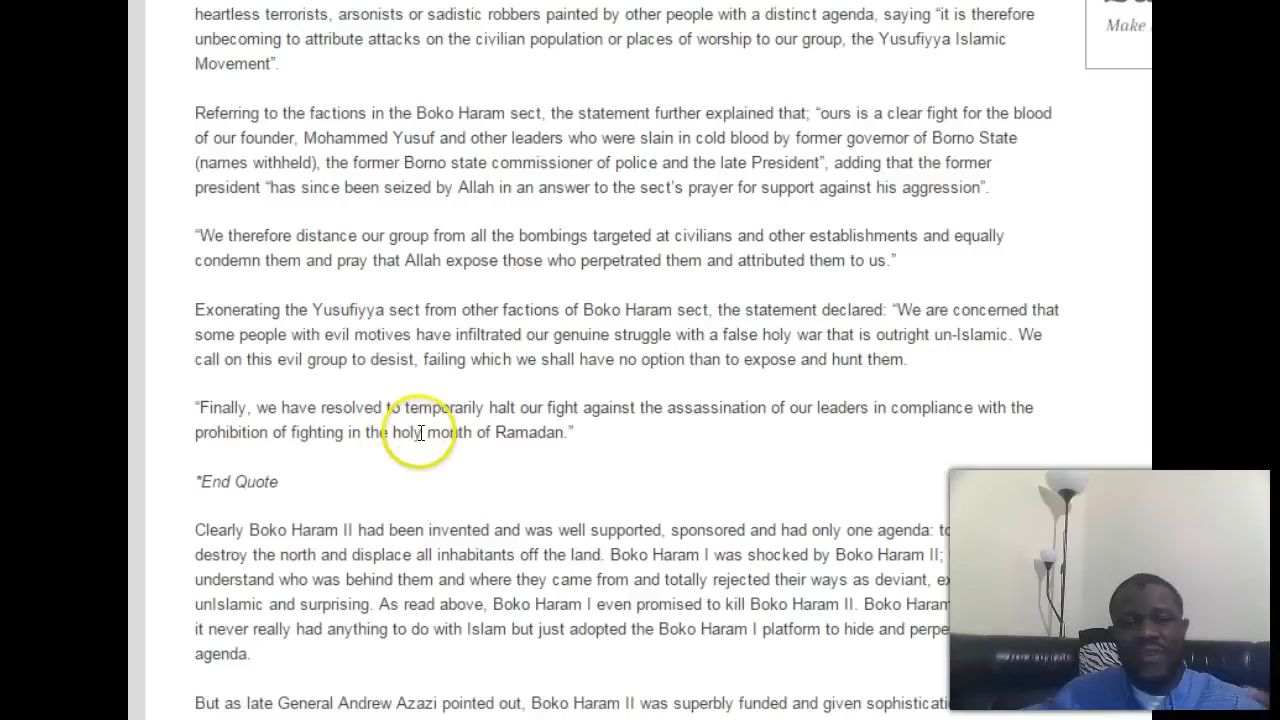 heartless terrorists, arsonists or sadistic robbers painted by other people with a distinct agenda, saying “it is therefore
Make
unbecoming to attribute attacks on the civilian population or places of worship to our group, the Yusufiyya Islamic
Movement”.
Referring to the factions in the Boko Haram sect, the statement further explained that; “ours is a clear fight for the blood
of our founder, Mohammed Yusuf and other leaders who were slain in cold blood by former governor of Borno State
(names withheld), the former Borno state commissioner of police and the late President”, adding that the former
president “has since been seized by Allah in an answer to the sect’s prayer for support against his aggression”.
“We therefore distance our group from all the bombings targeted at civilians and other establishments and equally
condemn them and pray that Allah expose those who perpetrated them and attributed them to us.”
Exonerating the Yusufiyya sect from other factions of Boko Haram sect, the statement declared: “We are concerned that
some people with evil motives have infiltrated our genuine struggle with a false holy war that is outright un-Islamic. We
call on this evil group to desist, failing which we shall have no option than to expose and hunt them.
“Finally, we have resolved to temporarily halt our fight against the assassination of our leaders in compliance with the
prohibition of fighting in the holy month of Ramadan.”
*End Quote
Clearly Boko Haram II had been invented and was well supported, sponsored and had only one agenda:
destroy the north and displace all inhabitants off the land. Boko Haram I was shocked by Boko Haram II;
understand who was behind them and where they came from and totally rejected their ways as deviant,
unIslamic and surprising. As read above, Boko Haram I even promised to kill Boko Haram II. Boko Haram
it never really had anything to do with Islam but just adopted the Boko Haram I platform to hide and
agenda.
But as late General Andrew Azazi pointed out, Boko Haram II was superbly funded and given